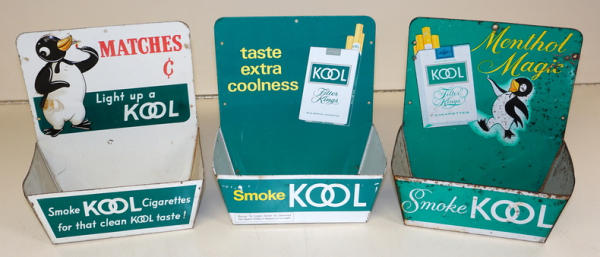 MATCHES
¢
Light up a
KOOL
Smoke KOOL Cigarettes
for that clean KOOL taste!
taste
extra
coolness
KOOL
Filter
Kings
Smoke KOOL
Menthol
Magic
KOOL
Filter
Kings
CIGARETTES
Smoke KOOL